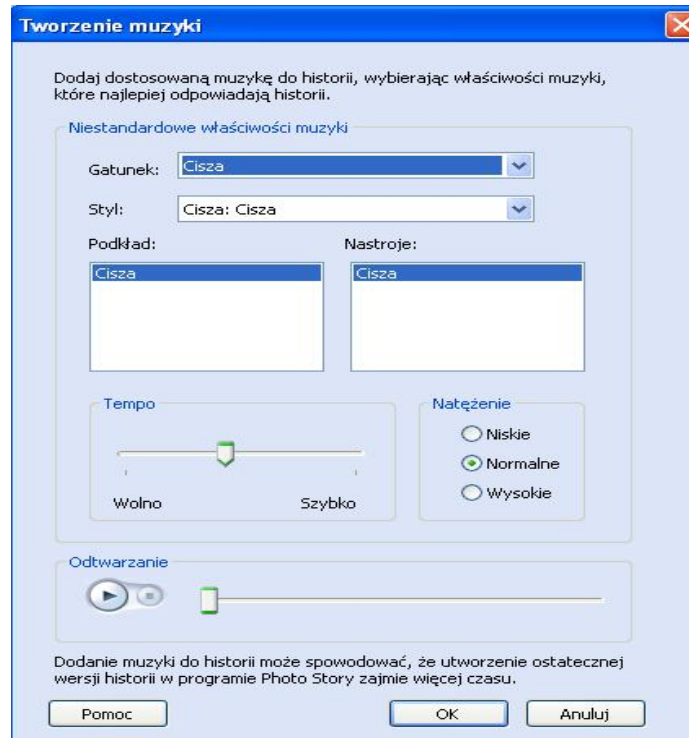 Tworzenie muzyki
Dodaj dostosowaną muzykę do historii, wybierając właściwości muzyki,
które najlepiej odpowiadają historii.
Niestandardowe właściwości muzyki
Gatunek: Cisza
Styl: Cisza: Cisza
Podkład: Nastroje:
Cisza Cisza
Tempo Natężenie
Niskie
Normalne
Wysokie
Wolno Szybko
Odtwarzanie
Dodanie muzyki do historii może spowodować, że utworzenie ostatecznej
wersji historii w programie Photo Story zajmie więcej czasu.
Pomoc OK Anuluj